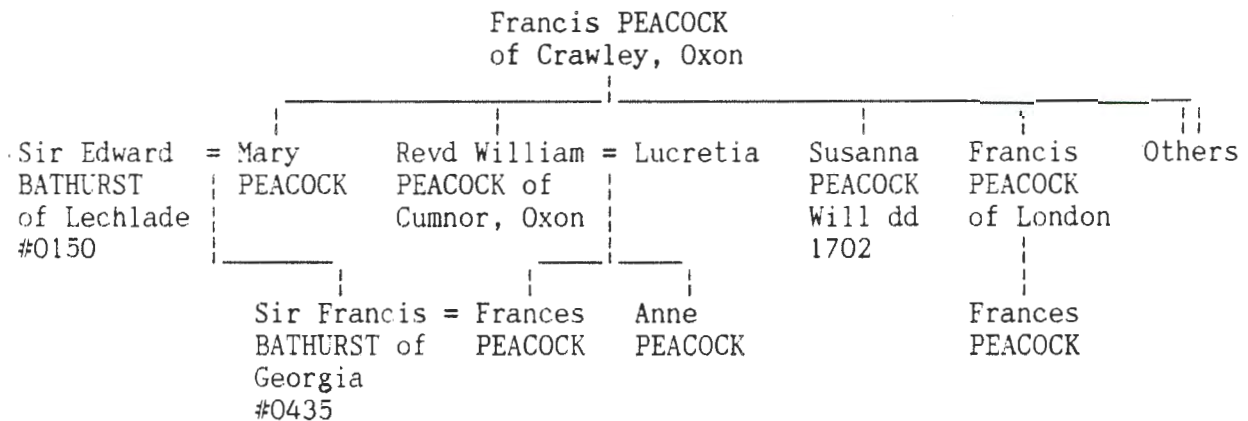 Francis PEACOCK
of Crawley, Oxon
Sir Edward = Mary Revd William = Lucretia Susanna Francis Others
BATHURST PEACOCK PEACOCK of PEACOCK PEACOCK
of Lechlade Cumnor, Oxon Will dd of London
#0150 1702
Sir Francis = Frances Anne Frances
BATHURST of PEACOCK PEACOCK PEACOCK
Georgia
#0435